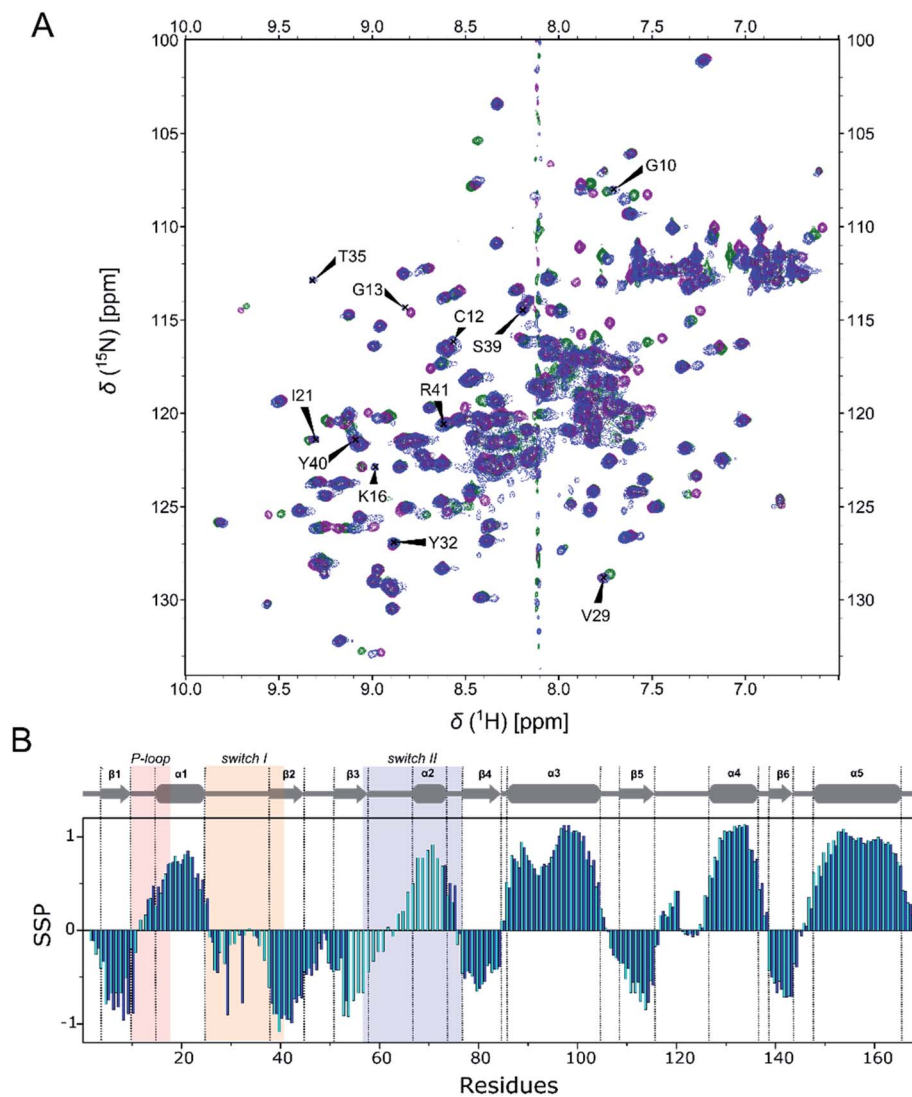 A
10.0 9.5 9.0 8.5 8.0 7.5 7.0
100 100
105 105
110 110
115 115
120 120
125 125
130 130
G10
T35
G13
C12
S39
I21
R41
Y40
K16
Y32
V29
δ (¹⁵N) [ppm]
10.0 9.5 9.0 8.5 8.0 7.5 7.0
δ (¹H) [ppm]
B
P-loop switch I switch II
β1 α1 β2 β3 α2 β4 α3 β5 α4 β6 α5
1
0
-1
SSP
20 40 60 80 100 120 140 160
Residues